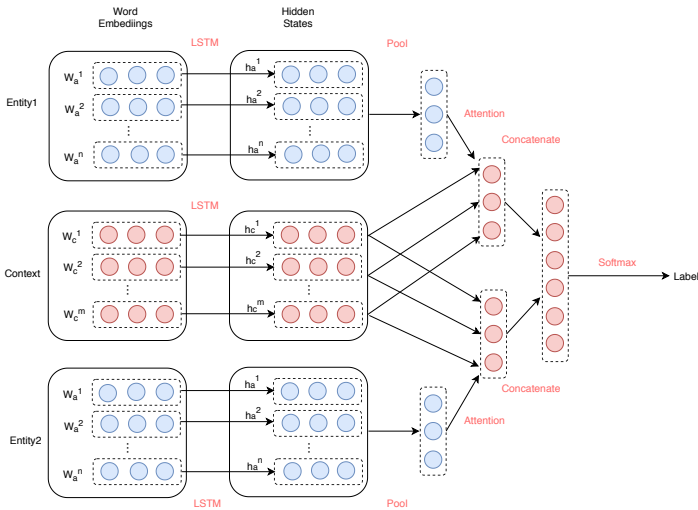 Word
Embediings
Hidden
States
LSTM
Pool
Entity1
Wa1
Wa2
Wan
ha1
ha2
han
Attention
Concatenate
LSTM
Context
Wc1
Wc2
Wcm
hc1
hc2
hcm
Softmax
Label
Entity2
Wa1
Wa2
Wan
ha1
ha2
han
Concatenate
Attention
LSTM
Pool